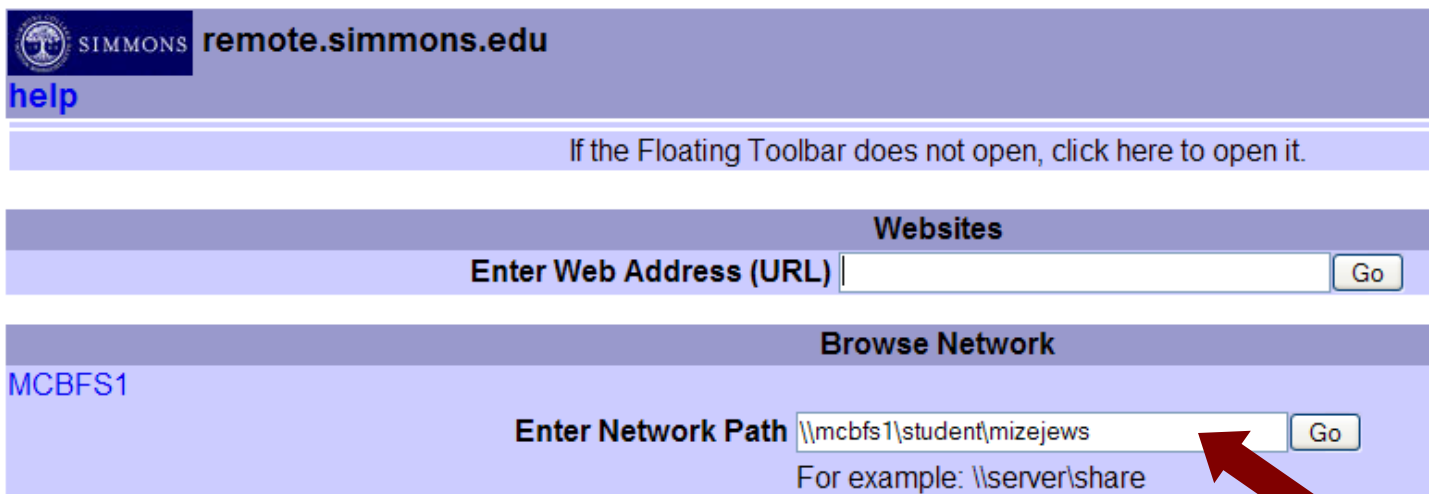 SIMMONS remote.simmons.edu
help
If the Floating Toolbar does not open, click here to open it.
Websites
Enter Web Address (URL) Go
Browse Network
MCBFS1
Enter Network Path \\mcbfs1\student\mizejews Go
For example: \\server\share